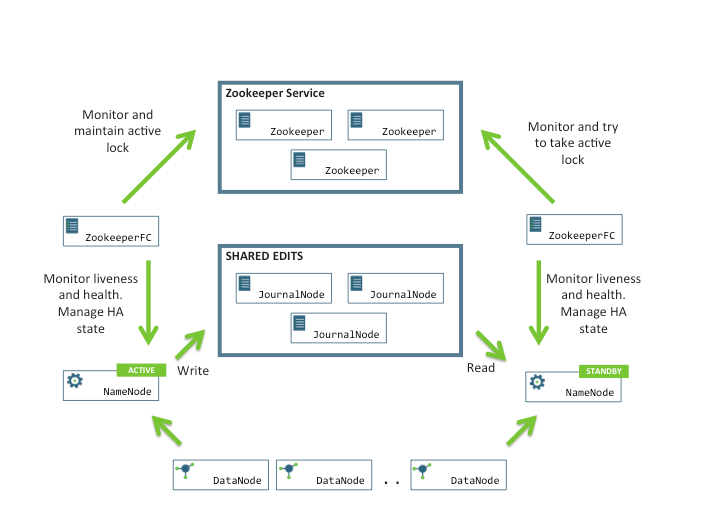 Zookeeper Service
Zookeeper
Zookeeper
Zookeeper
Monitor and
maintain active
lock
Monitor and try
to take active
lock
ZookeeperFC
ZookeeperFC
SHARED EDITS
JournalNode
JournalNode
JournalNode
Monitor liveness
and health.
Manage HA
state
Monitor liveness
and health.
Manage HA
state
Write
Read
ACTIVE
NameNode
STANDBY
NameNode
DataNode
DataNode
. .
DataNode